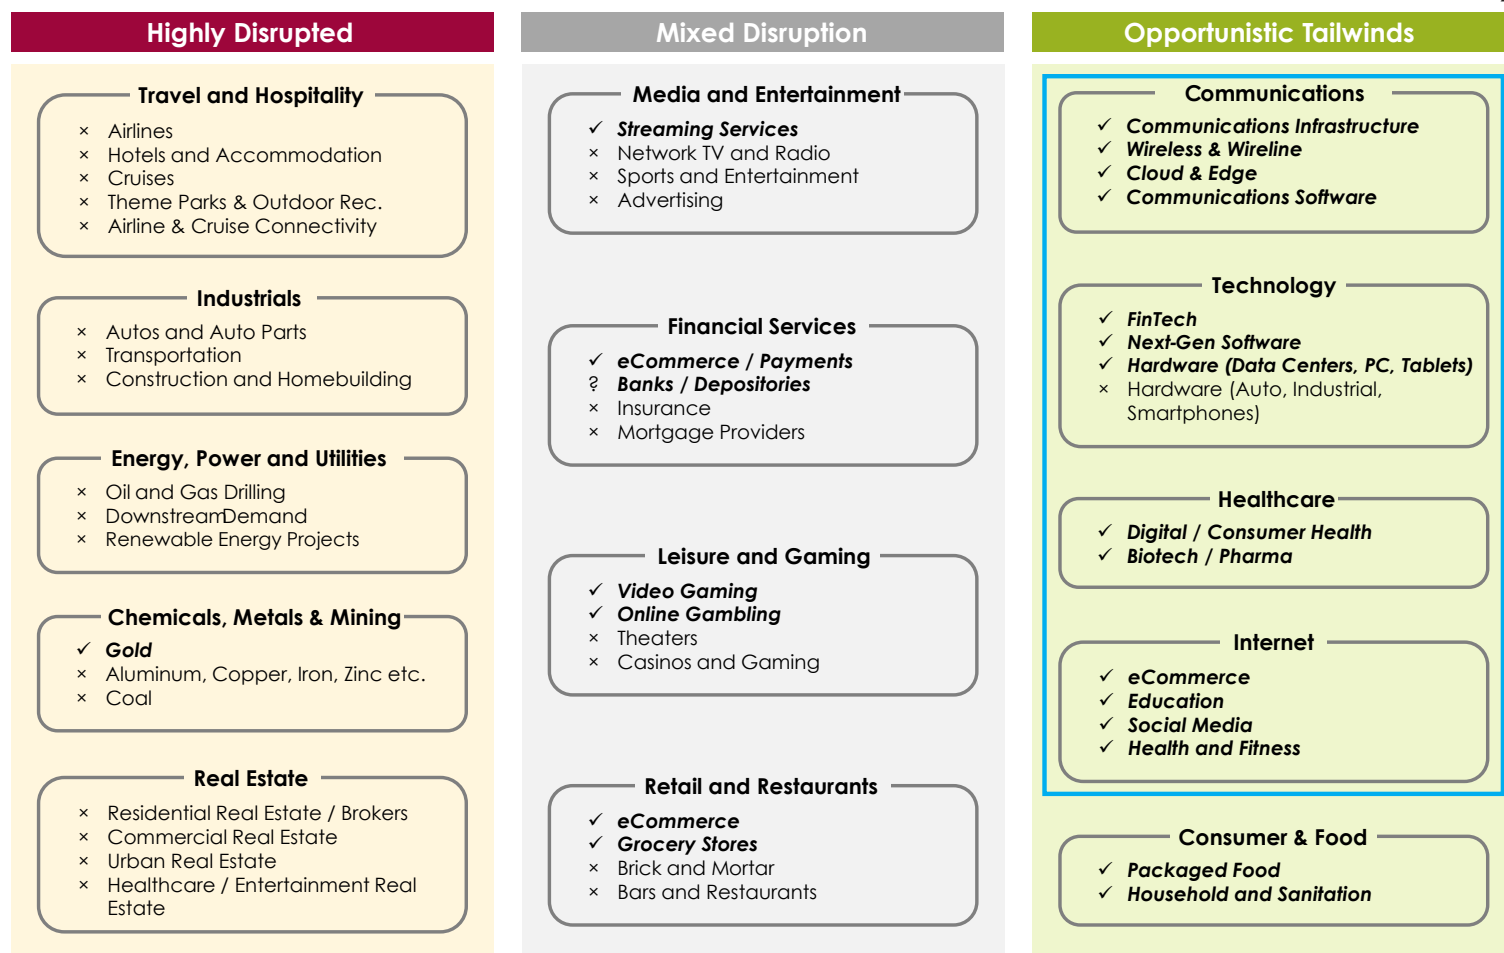 Highly Disrupted
Travel and Hospitality
× Airlines
× Hotels and Accommodation
× Cruises
× Theme Parks & Outdoor Rec.
× Airline & Cruise Connectivity
Industrials
× Autos and Auto Parts
× Transportation
× Construction and Homebuilding
Energy, Power and Utilities
× Oil and Gas Drilling
× Downstream Demand
× Renewable Energy Projects
Chemicals, Metals & Mining
✓ Gold
× Aluminum, Copper, Iron, Zinc etc.
× Coal
Real Estate
× Residential Real Estate / Brokers
× Commercial Real Estate
× Urban Real Estate
× Healthcare / Entertainment Real
Estate
Mixed Disruption
Media and Entertainment
✓ Streaming Services
× Network TV and Radio
× Sports and Entertainment
× Advertising
Financial Services
✓ eCommerce / Payments
? Banks / Depositories
× Insurance
× Mortgage Providers
Leisure and Gaming
✓ Video Gaming
✓ Online Gambling
× Theaters
× Casinos and Gaming
Retail and Restaurants
✓ eCommerce
✓ Grocery Stores
× Brick and Mortar
× Bars and Restaurants
Opportunistic Tailwinds
Communications
✓ Communications Infrastructure
✓ Wireless & Wireline
✓ Cloud & Edge
✓ Communications Software
Technology
✓ FinTech
✓ Next-Gen Software
✓ Hardware (Data Centers, PC, Tablets)
× Hardware (Auto, Industrial,
Smartphones)
Healthcare
✓ Digital / Consumer Health
✓ Biotech / Pharma
Internet
✓ eCommerce
✓ Education
✓ Social Media
✓ Health and Fitness
Consumer & Food
✓ Packaged Food
✓ Household and Sanitation